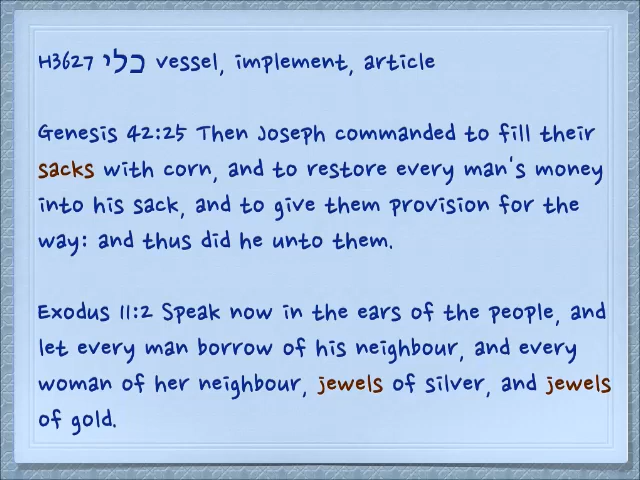 H3627 כלי vessel, implement, article
Genesis 42:25 Then Joseph commanded to fill their
sacks with corn, and to restore every man's money
into his sack, and to give them provision for the
way: and thus did he unto them.
Exodus 11:2 Speak now in the ears of the people, and
let every man borrow of his neighbour, and every
woman of her neighbour, jewels of silver, and jewels
of gold.